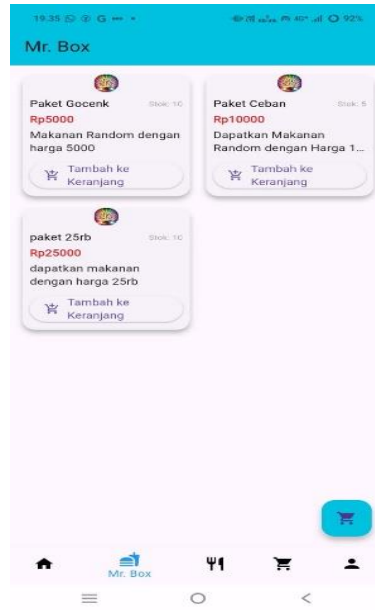 19.35
92%
Mr. Box
Paket Gocenk Stok: 10
Rp5000
Makanan Random dengan
harga 5000
Tambah ke
Keranjang
Paket Ceban Stok: 5
Rp10000
Dapatkan Makanan
Random dengan Harga 1...
Tambah ke
Keranjang
paket 25rb Stok: 10
Rp25000
dapatkan makanan
dengan harga 25rb
Tambah ke
Keranjang
Mr. Box